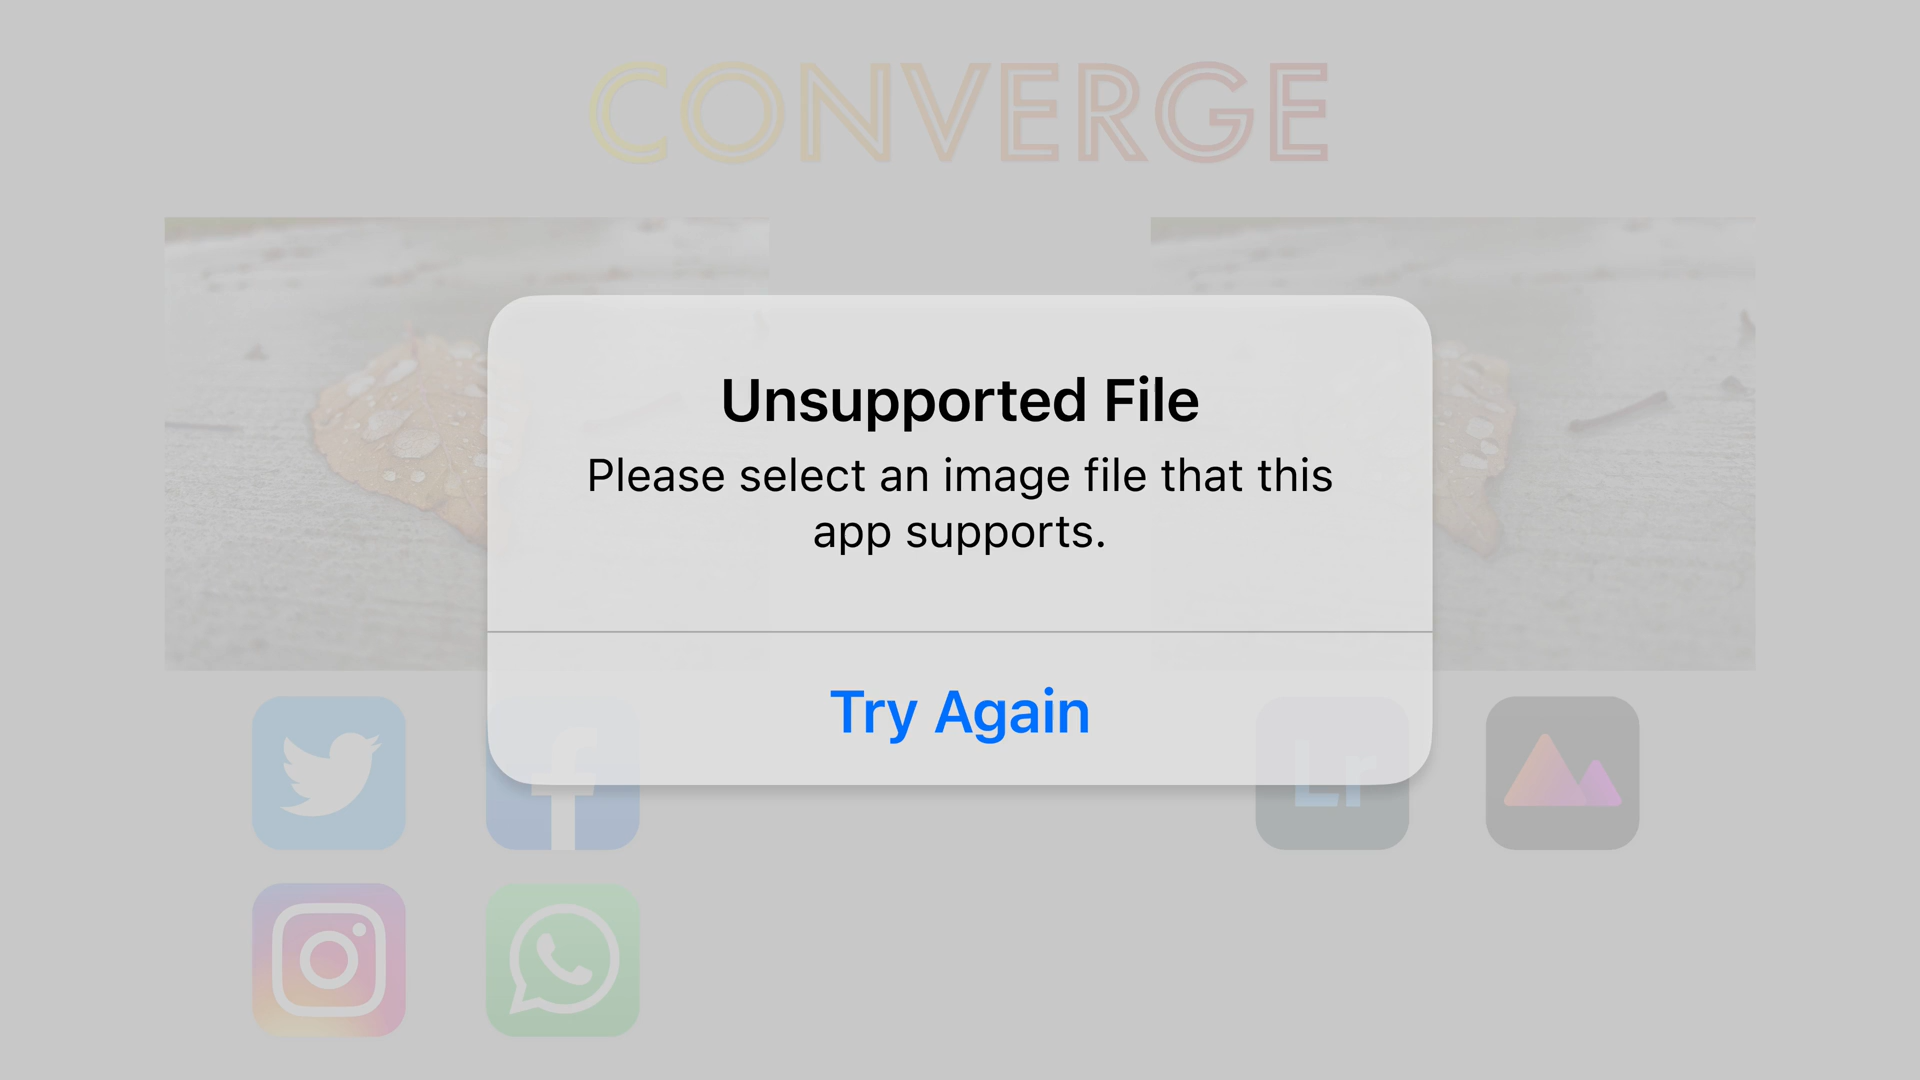 CONVERGE
Unsupported File
Please select an image file that this
app supports.
Try Again
f
Lr